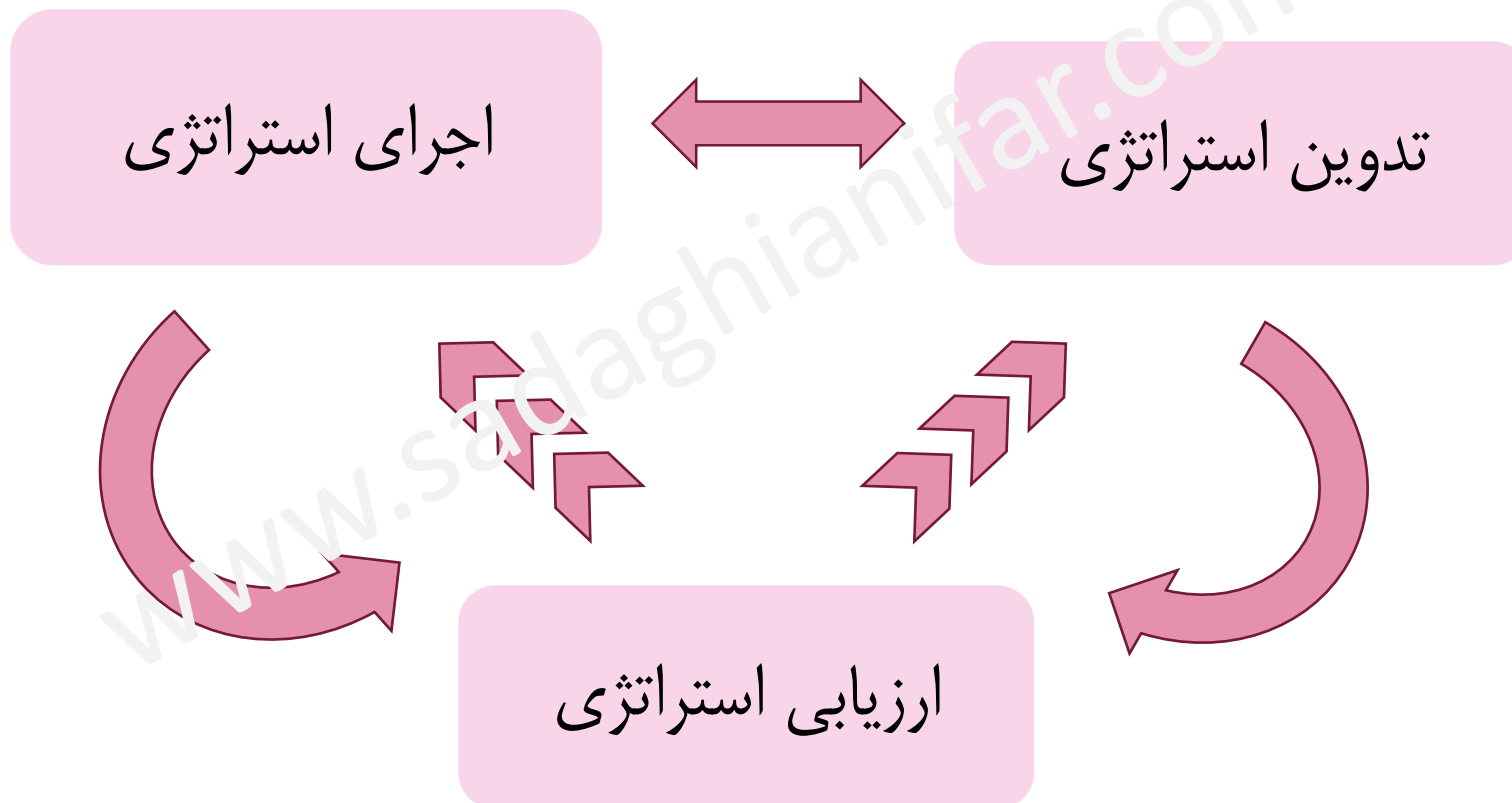 تدوین استراتژی
اجرای استراتژی
ارزیابی استراتژی
www.sadaghianifar.com